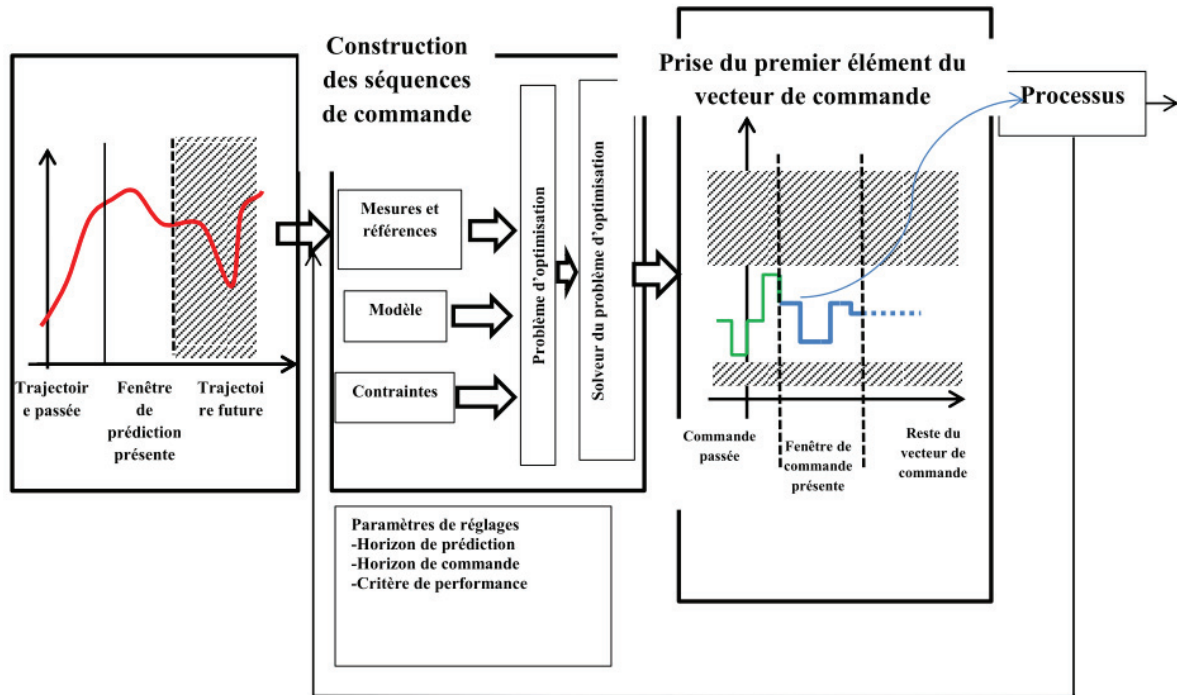 Trajectoir
e passée
Fenêtre
de
prédiction
présente
Trajectoi
re future
Construction
des séquences
de commande
Mesures et
références
Modèle
Contraintes
Problème d'optimisation
Solveur du problème d'optimisation
Paramètres de réglages
-Horizon de prédiction
-Horizon de commande
-Critère de performance
Prise du premier élément du
vecteur de commande
Commande
passée
Fenêtre de
commande
présente
Reste du
vecteur de
commande
Processus